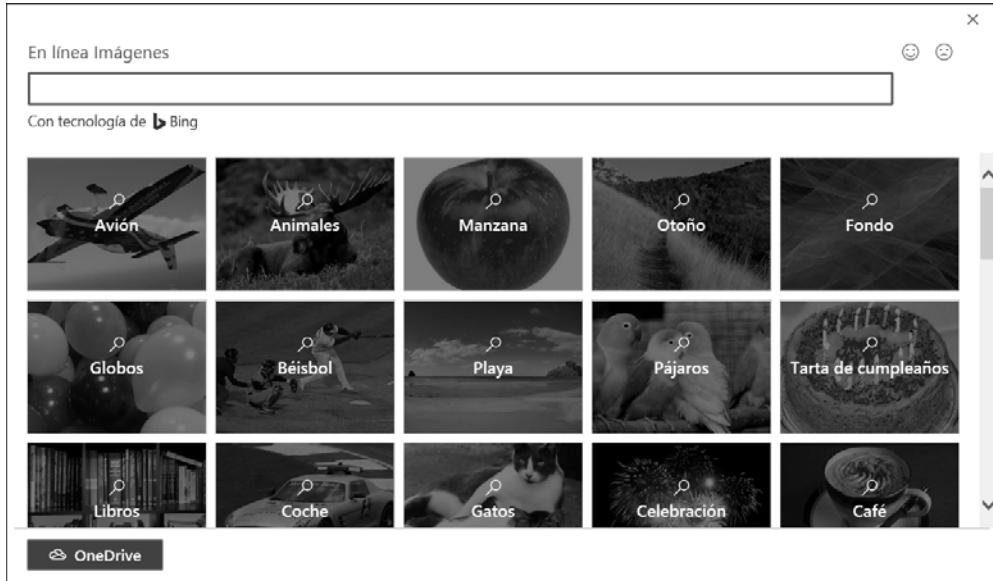 En línea Imágenes
Con tecnología de Bing
Avión
Animales
Manzana
Otoño
Fondo
Globos
Béisbol
Playa
Pájaros
Tarta de cumpleaños
Libros
Coche
Gatos
Celebración
Café
OneDrive